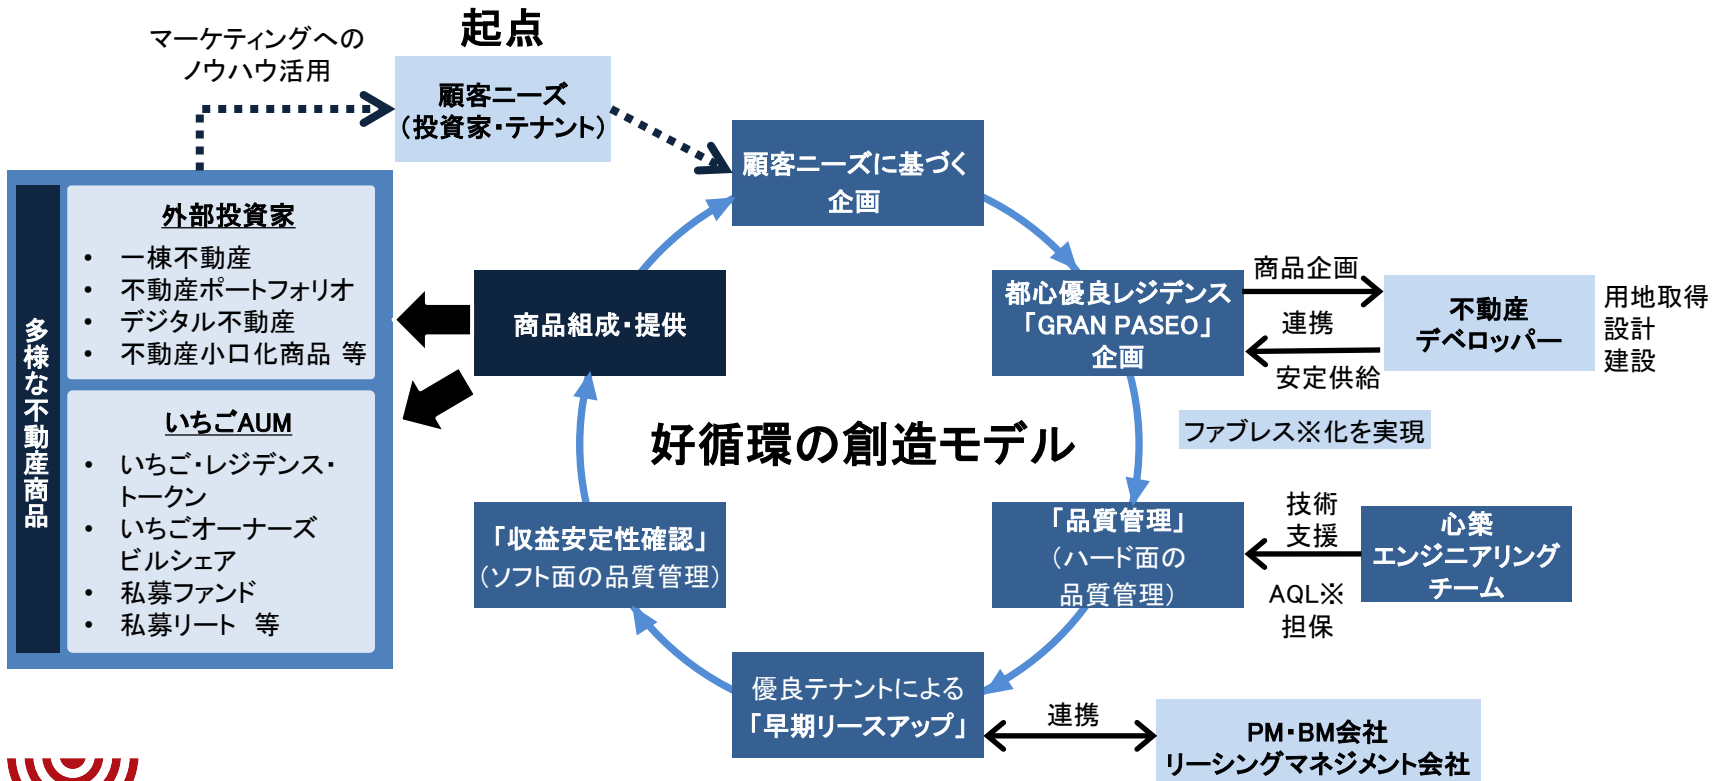 起点
マーケティングへの
ノウハウ活用
顧客ニーズ
（投資家・テナント）
顧客ニーズに基づく
企画
都心優良レジデンス
「GRAN PASEO」
企画
商品企画
連携
安定供給
不動産
デベロッパー
用地取得
設計
建設
ファブレス※化を実現
「品質管理」
（ハード面の
品質管理）
技術
支援
AQL※
担保
心築
エンジニアリング
チーム
優良テナントによる
「早期リースアップ」
連携
PM・BM会社
リーシングマネジメント会社
「収益安定性確認」
（ソフト面の品質管理）
商品組成・提供
好循環の創造モデル
多様な不動産商品
外部投資家
• 一棟不動産
• 不動産ポートフォリオ
• デジタル不動産
• 不動産小口化商品 等
いちごAUM
• いちご・レジデンス・
トークン
• いちごオーナーズ
ビルシェア
• 私募ファンド
• 私募リート 等